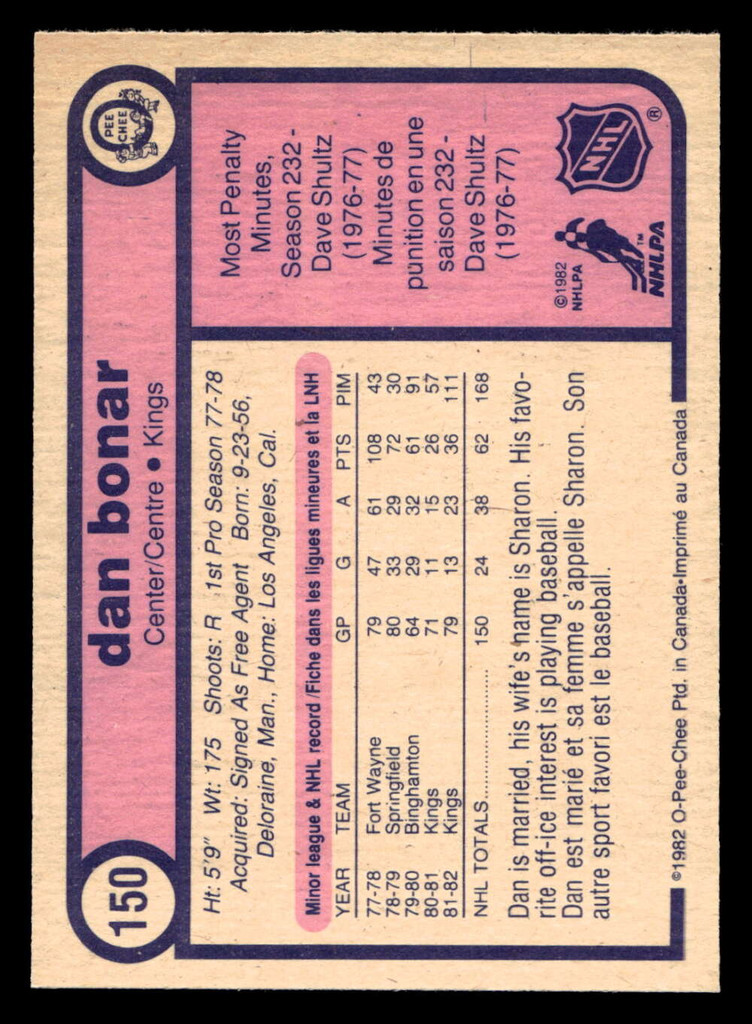 150
dan bonar
Center/Centre • Kings
O
PEE
CHEE
Ht: 5'9" Wt: 175 Shoots: R 1st Pro Season 77-78
Acquired: Signed As Free Agent Born: 9-23-56,
Deloraine, Man., Home: Los Angeles, Cal.
Minor league & NHL record/Fiche dans les ligues mineures et la LNH
YEAR TEAM GP G A PTS PIM
77-78 Fort Wayne 79 47 61 108 43
78-79 Springfield 80 33 29 72 30
79-80 Binghamton 64 29 32 61 91
80-81 Kings 71 11 15 26 57
81-82 Kings 79 13 23 36 111
NHL TOTALS.................... 150 24 38 62 168
Dan is married, his wife's name is Sharon. His favo-
rite off-ice interest is playing baseball.
Dan est marié et sa femme s'appelle Sharon. Son
autre sport favori est le baseball.
Most Penalty
Minutes,
Season 232 -
Dave Shultz
(1976-77)
Minutes de
punition en une
saison 232 -
Dave Shultz
(1976-77)
©1982
NHLPA
NHLPA™
NHL®
©1982 O-Pee-Chee Ptd. in Canada-Imprimé au Canada